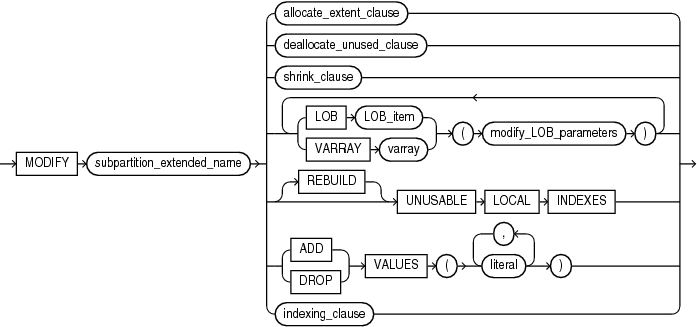 allocate_extent_clause
deallocate_unused_clause
shrink_clause
LOB LOB_item
( modify_LOB_parameters )
VARRAY varray
MODIFY subpartition_extended_name
REBUILD
UNUSABLE LOCAL INDEXES
,
ADD
VALUES ( literal )
DROP
indexing_clause